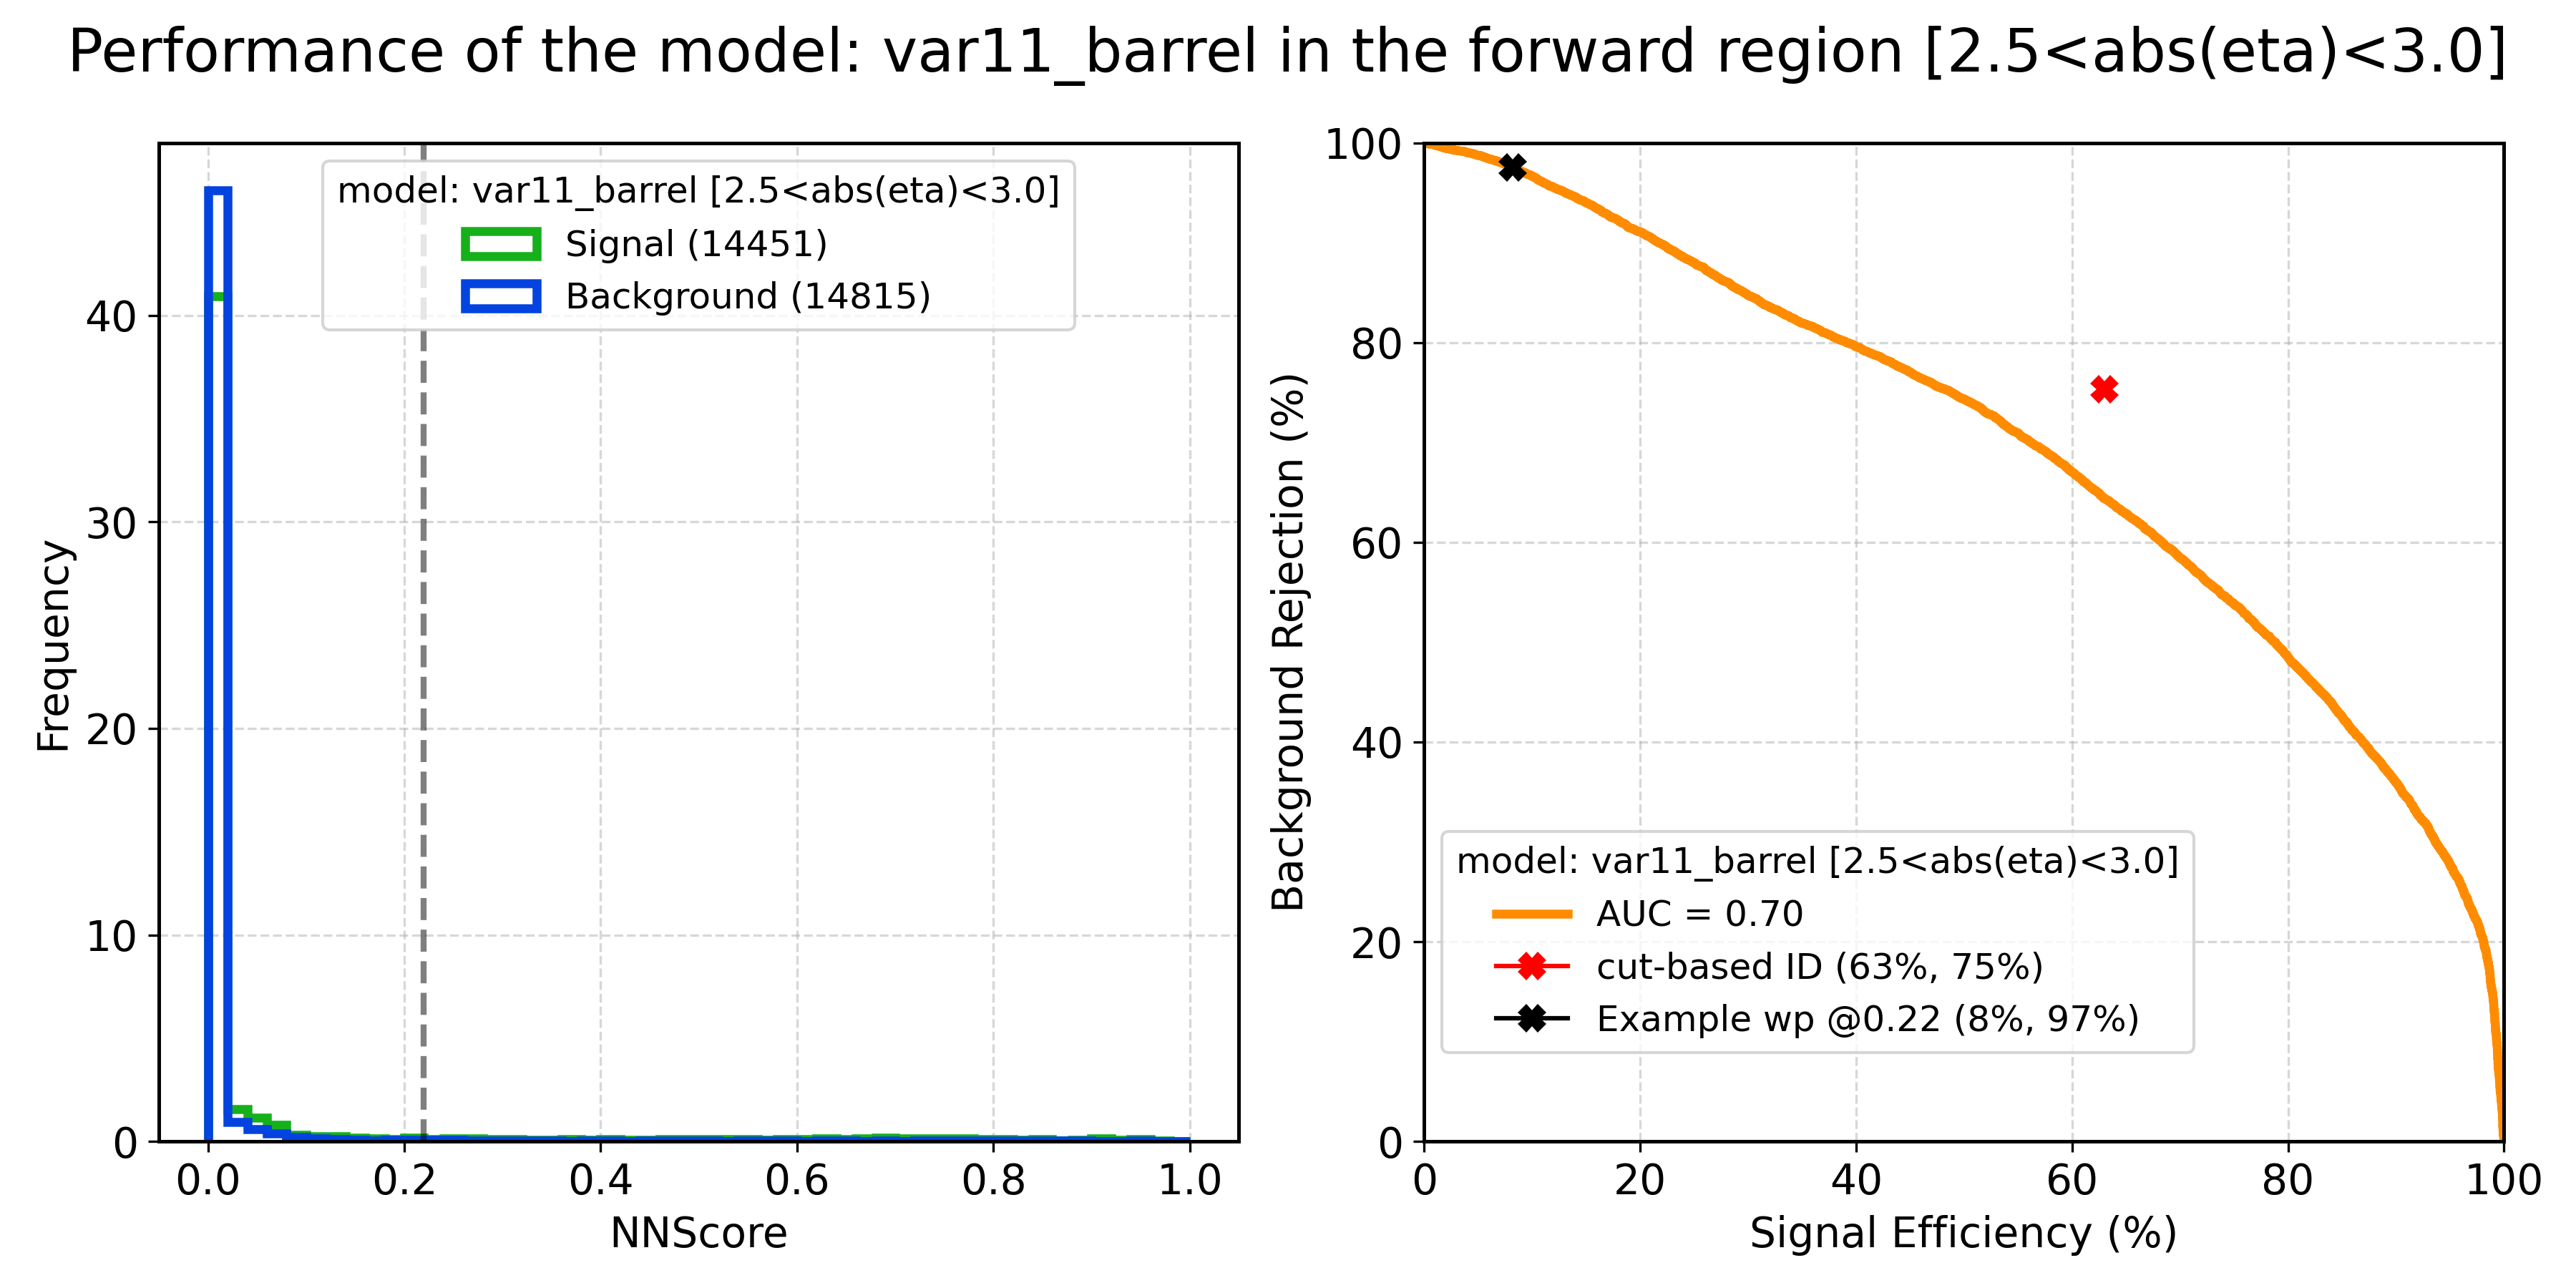 Performance of the model: var11_barrel in the forward region [2.5<abs(eta)<3.0]
model: var11_barrel [2.5<abs(eta)<3.0]
Signal (14451)
Background (14815)
Frequency
40
30
20
10
0
0.0 0.2 0.4 0.6 0.8 1.0
NNScore
Background Rejection (%)
100
80
60
40
20
0
model: var11_barrel [2.5<abs(eta)<3.0]
AUC = 0.70
cut-based ID (63%, 75%)
Example wp @0.22 (8%, 97%)
0 20 40 60 80 100
Signal Efficiency (%)